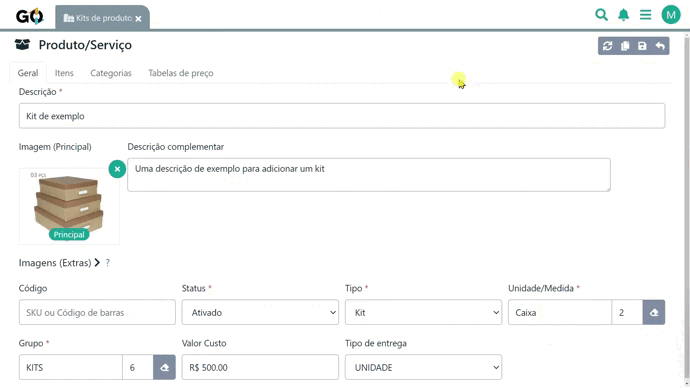 GO Kits de produto × M
Produto/Serviço
Geral Itens Categorias Tabelas de preço
Descrição *
Kit de exemplo
Imagem (Principal) Descrição complementar
03 PCS
Uma descrição de exemplo para adicionar um kit
Principal
Imagens (Extras) > ?
Código Status * Tipo * Unidade/Medida *
SKU ou Código de barras Ativado Kit Caixa 2
Grupo * Valor Custo Tipo de entrega
KITS 6 R$ 500.00 UNIDADE